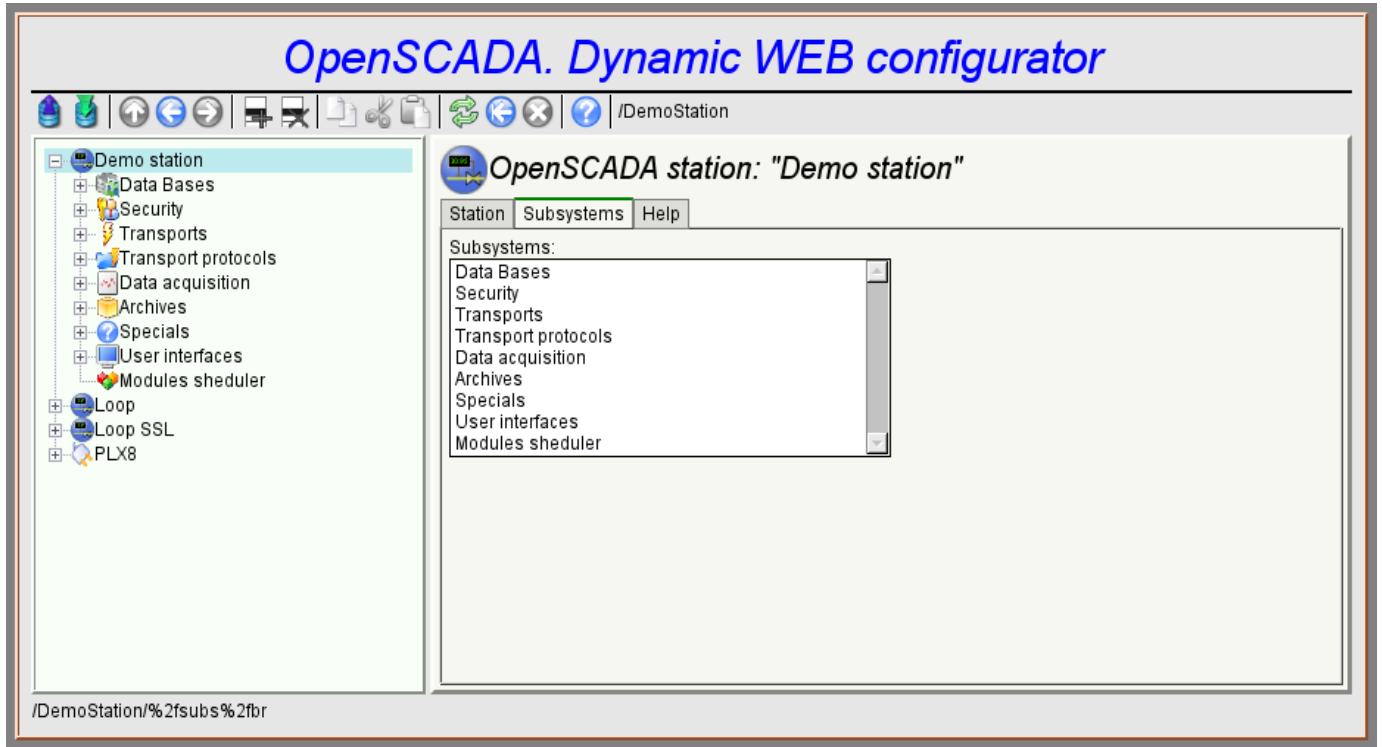 OpenSCADA. Dynamic WEB configurator
/DemoStation
Demo station
Data Bases
Security
Transports
Transport protocols
Data acquisition
Archives
Specials
User interfaces
Modules sheduler
Loop
Loop SSL
PLX8
OpenSCADA station: "Demo station"
Station Subsystems Help
Subsystems:
Data Bases
Security
Transports
Transport protocols
Data acquisition
Archives
Specials
User interfaces
Modules sheduler
/DemoStation/%2fsubs%2fbr